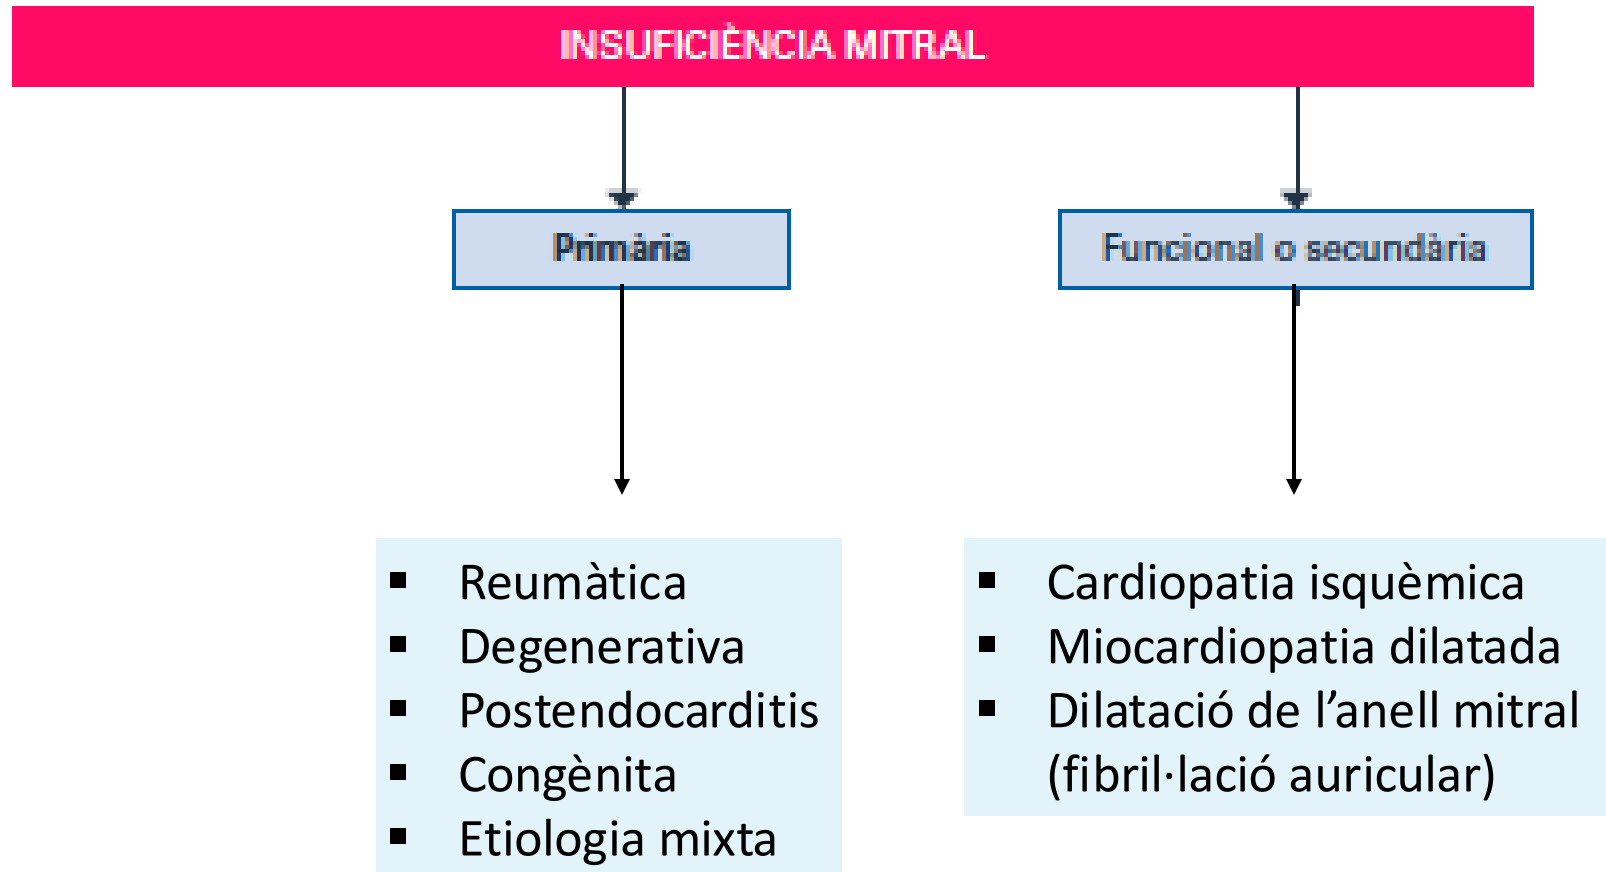 INSUFICIÈNCIA MITRAL
Primària
Funcional o secundària
▪ Reumàtica
▪ Degenerativa
▪ Postendocarditis
▪ Congènita
▪ Etiologia mixta
▪ Cardiopatia isquèmica
▪ Miocardiopatia dilatada
▪ Dilatació de l’anell mitral
(fibril·lació auricular)